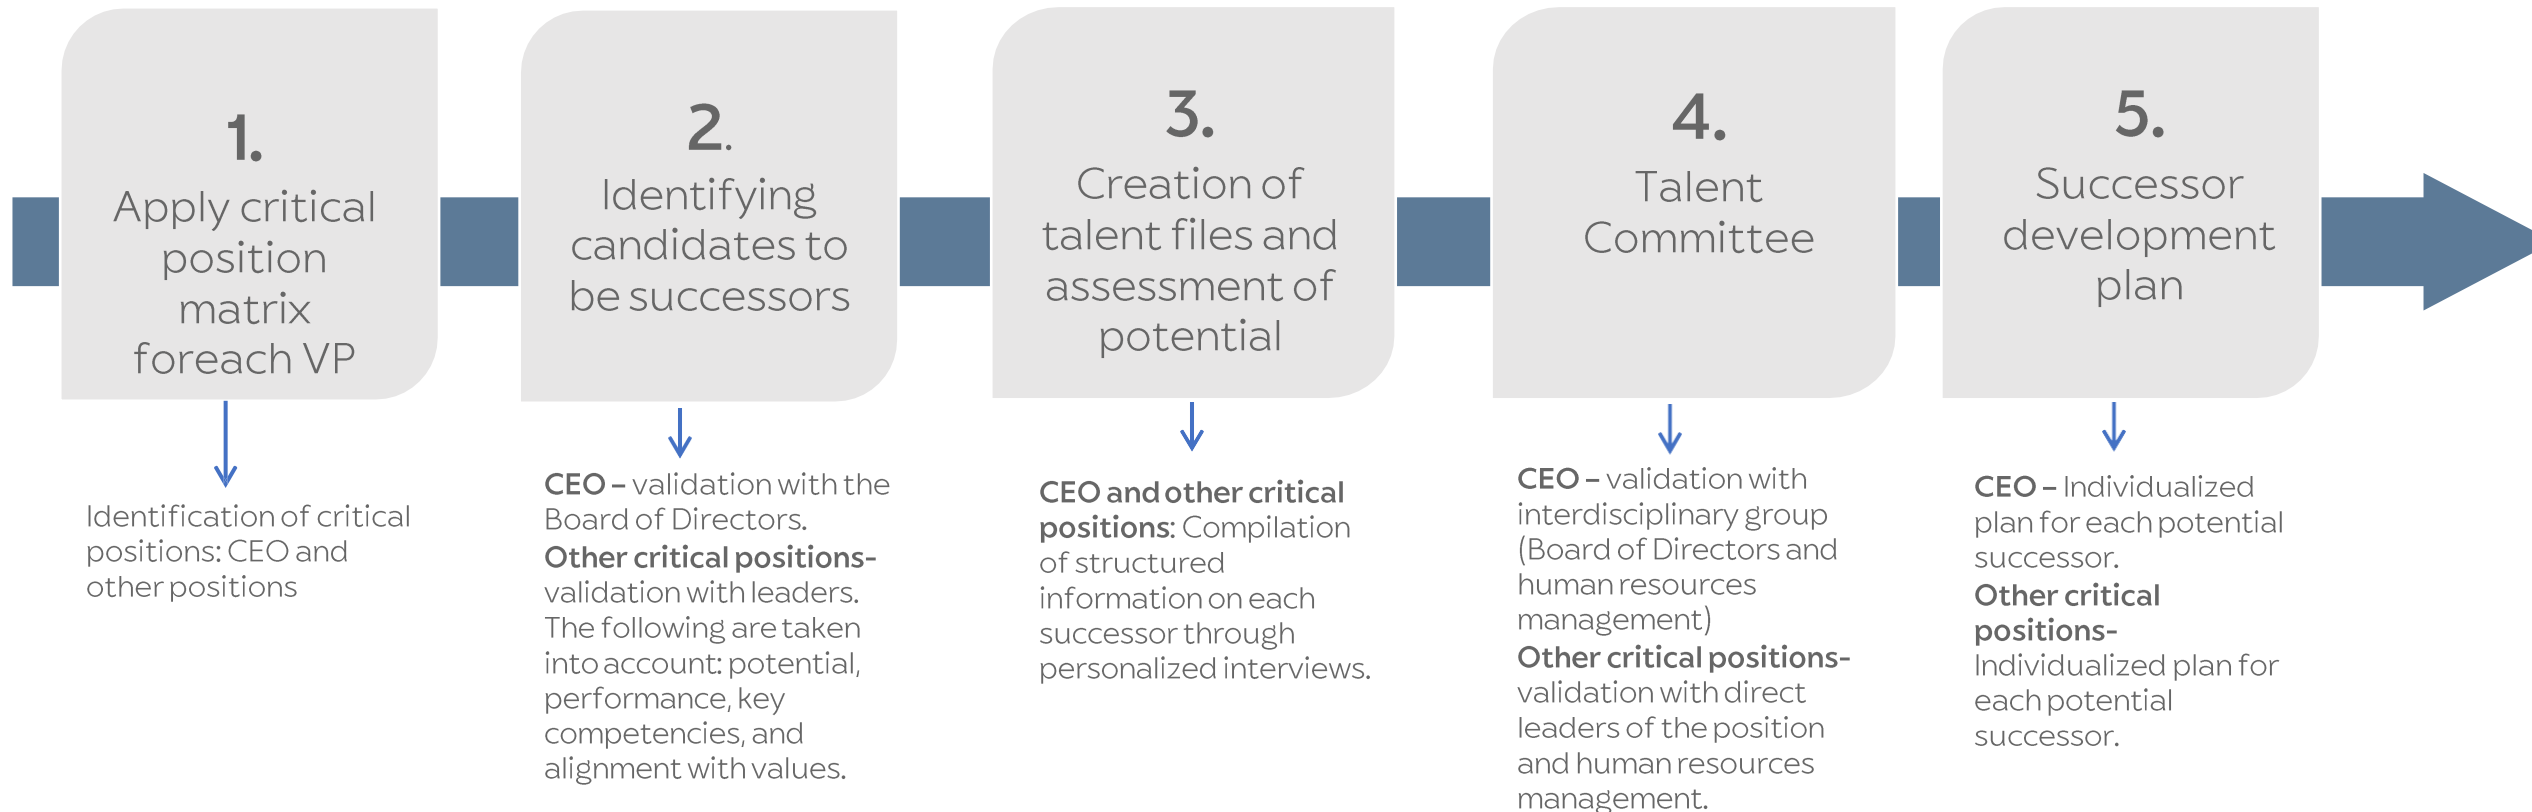 1.
Apply critical
position
matrix
foreach VP
Identification of critical
positions: CEO and
other positions
2.
Identifying
candidates to
be successors
CEO – validation with the
Board of Directors.
Other critical positions-
validation with leaders.
The following are taken
into account: potential,
performance, key
competencies, and
alignment with values.
3.
Creation of
talent files and
assessment of
potential
CEO and other critical
positions: Compilation
of structured
information on each
successor through
personalized interviews.
4.
Talent
Committee
CEO – validation with
interdisciplinary group
(Board of Directors and
human resources
management)
Other critical positions-
validation with direct
leaders of the position
and human resources
management.
5.
Successor
development
plan
CEO – Individualized
plan for each potential
successor.
Other critical
positions-
Individualized plan for
each potential
successor.